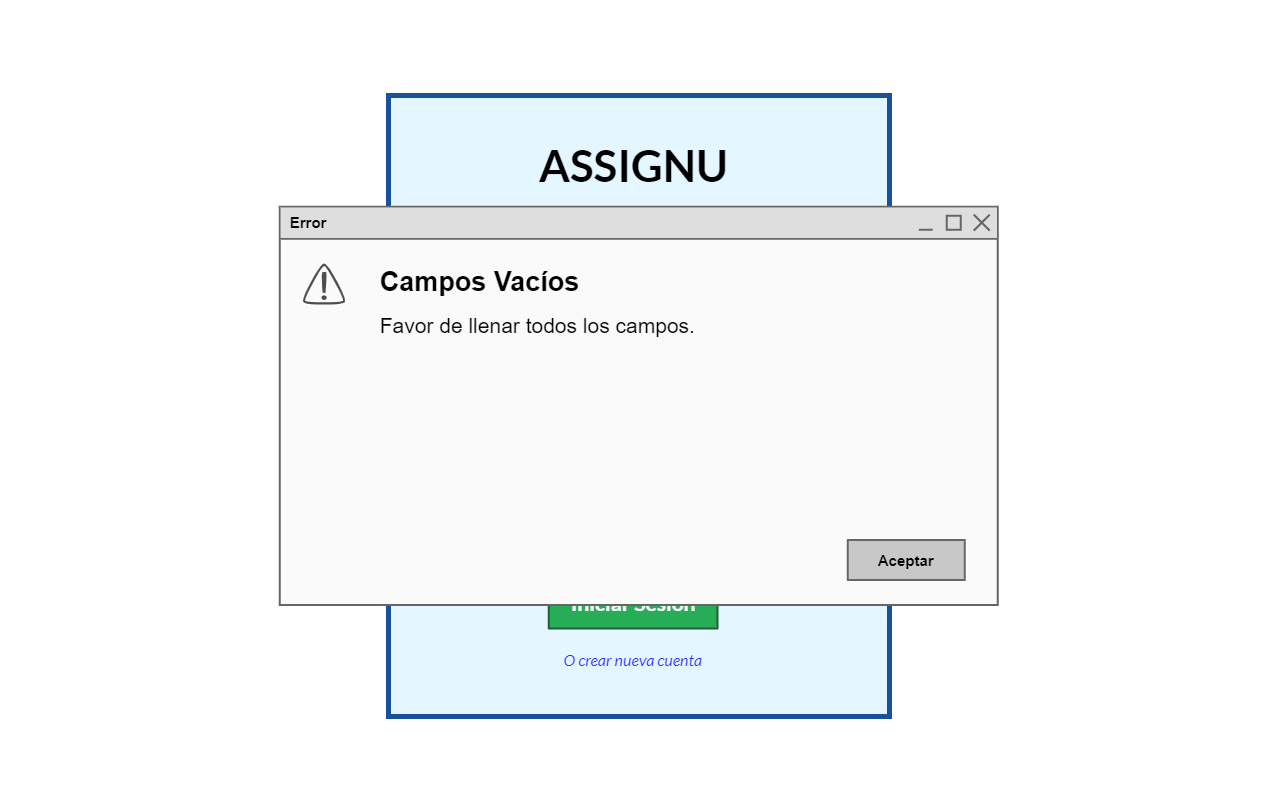 ASSIGNU
Error
Campos Vacíos
Favor de llenar todos los campos.
Aceptar
Iniciar Sesión
O crear nueva cuenta